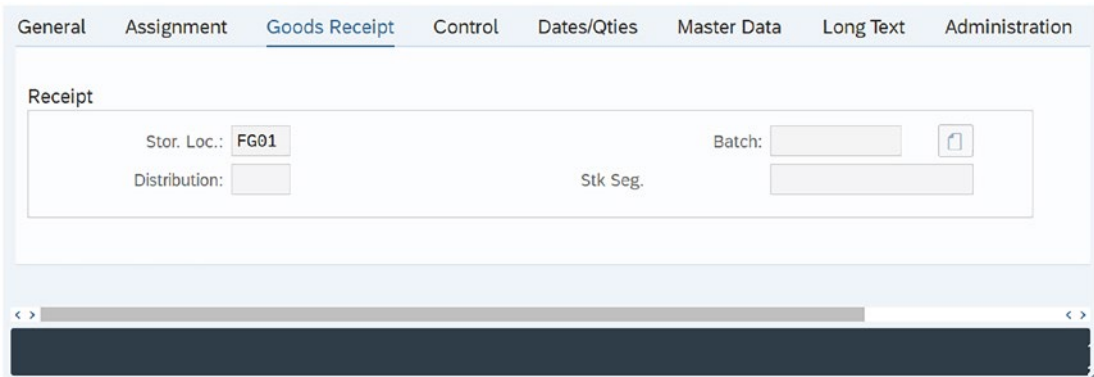 General Assignment Goods Receipt Control Dates/Qties Master Data Long Text Administration
Receipt
Stor. Loc.: FG01 Batch:
Distribution: Stk Seg.